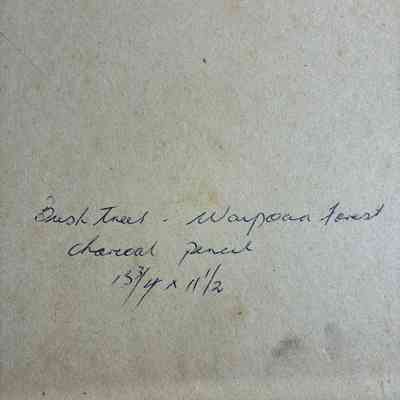 Bush Trees - Waipoua Forest
charcoal pencil
13 3/4 x 11 1/2